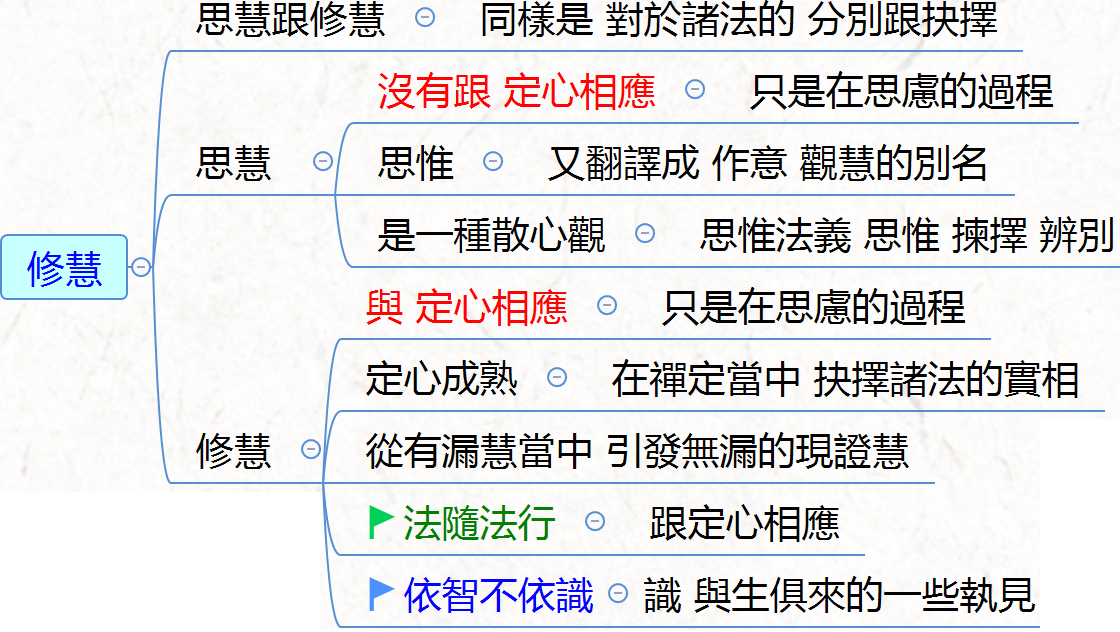 思慧跟修慧 同樣是 對於諸法的 分別跟抉擇
沒有跟 定心相應 只是在思慮的過程
思慧 思惟 又翻譯成 作意 觀慧的別名
是一種散心觀 思惟法義 思惟 揀擇 辨別
修慧
與 定心相應 只是在思慮的過程
定心成熟 在禪定當中 抉擇諸法的實相
修慧 從有漏慧當中 引發無漏的現證慧
法隨法行 跟定心相應
依智不依識 識 與生俱來的一些執見